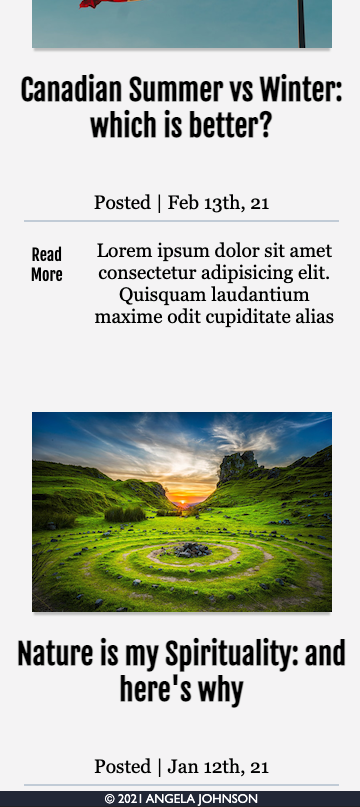 Canadian Summer vs Winter:
which is better?
Posted | Feb 13th, 21
Read
More
Lorem ipsum dolor sit amet
consectetur adipisicing elit.
Quisquam laudantium
maxime odit cupiditate alias
Nature is my Spirituality: and
here's why
Posted | Jan 12th, 21
© 2021 ANGELA JOHNSON